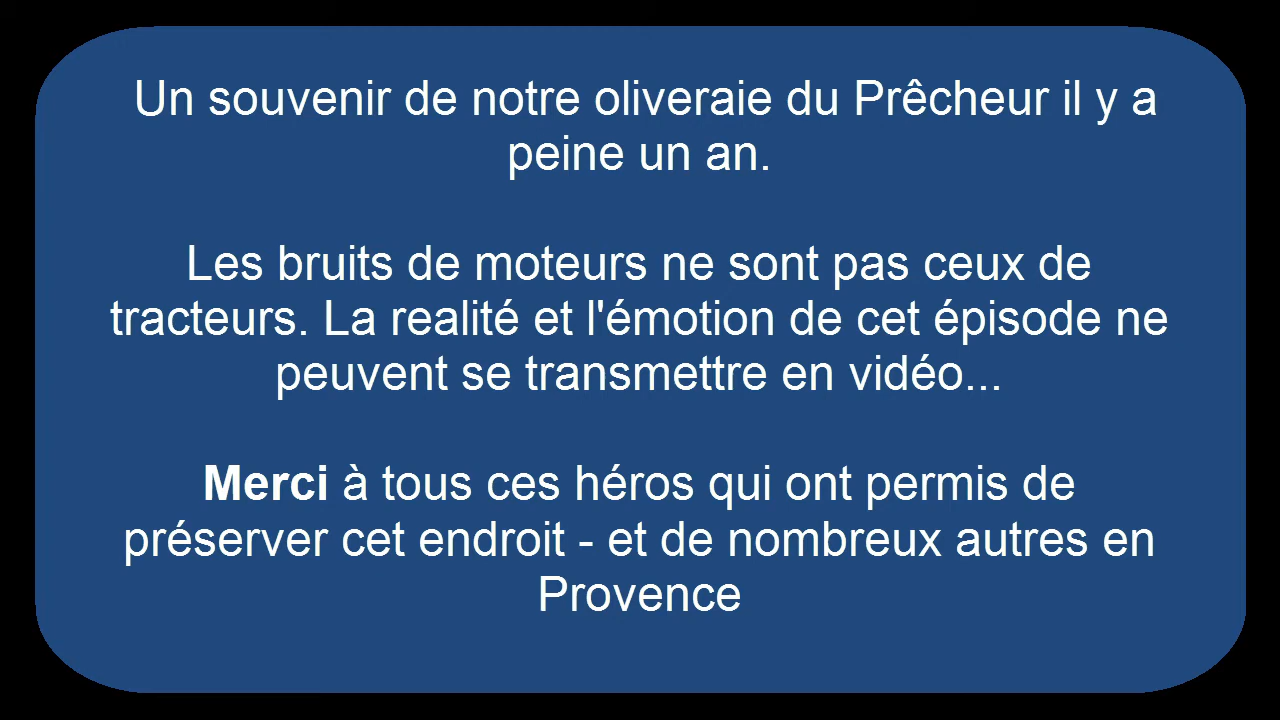 Un souvenir de notre oliveraie du Prêcheur il y a
peine un an.
Les bruits de moteurs ne sont pas ceux de
tracteurs. La realité et l'émotion de cet épisode ne
peuvent se transmettre en vidéo...
Merci à tous ces héros qui ont permis de
préserver cet endroit - et de nombreux autres en
Provence